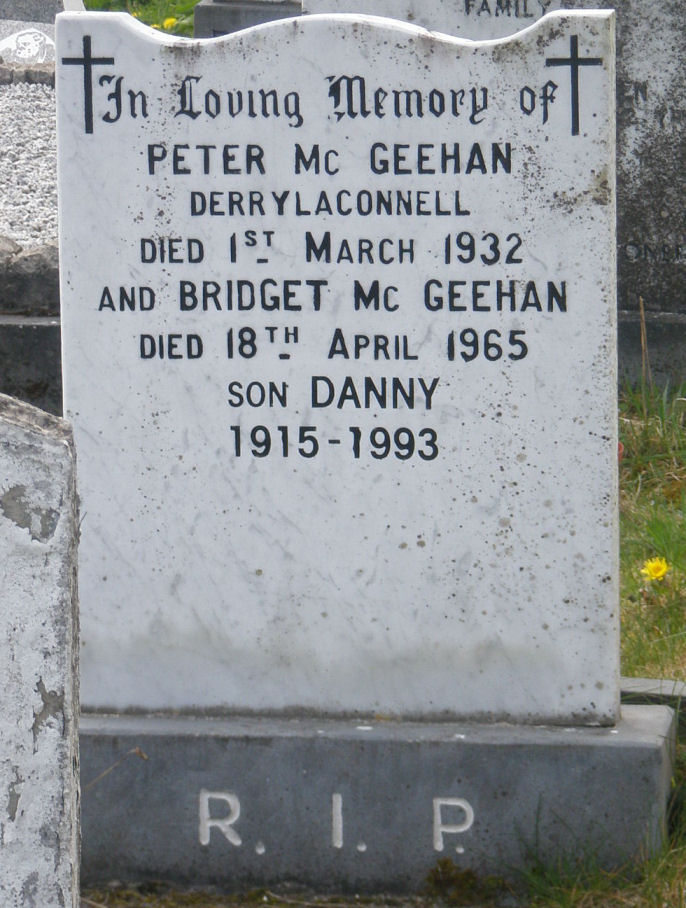 In Loving Memory of
PETER Mc GEEHAN
DERRYLACONNELL
DIED 1ST MARCH 1932
AND BRIDGET Mc GEEHAN
DIED 18TH APRIL 1965
SON DANNY
1915-1993
R.I.P.
FAMILY